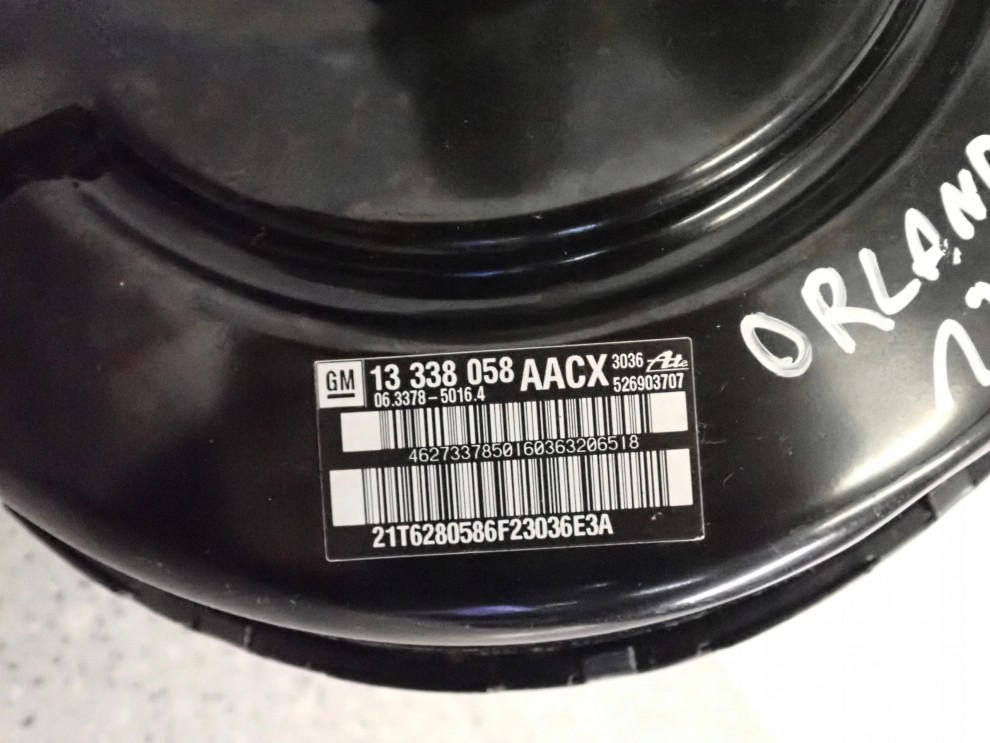 GM 13 338 058 AACX 3036 Ate
06.3378-5016.4 526903707
4627337850160363206518
21T6280586F23036E3A
ORLAND